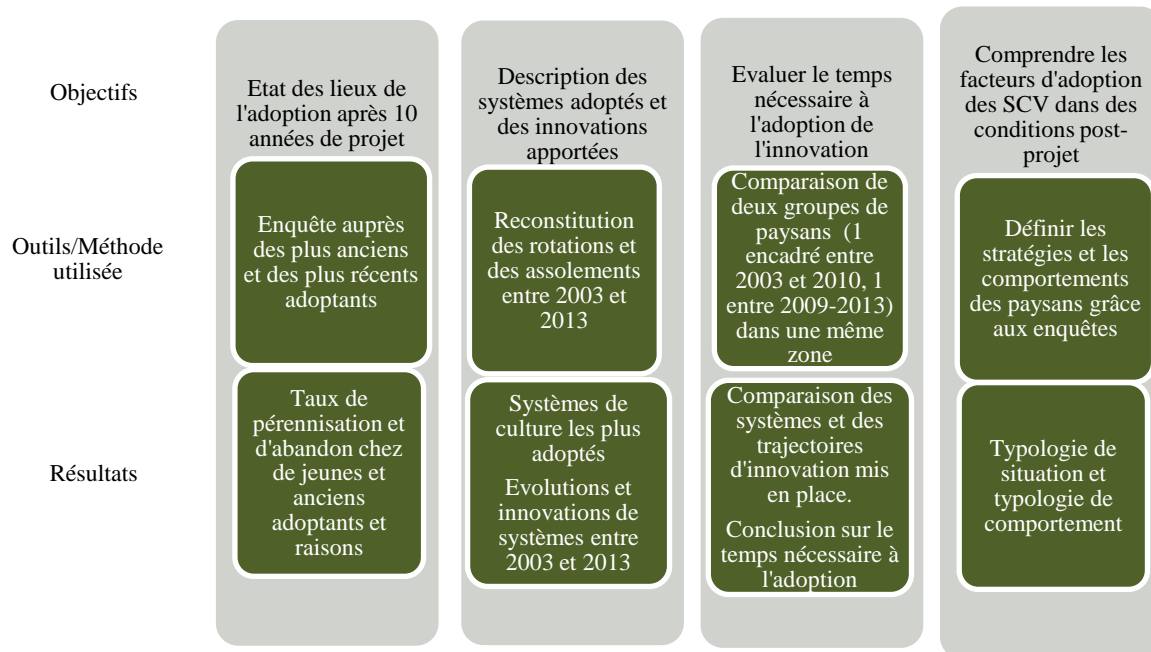 Objectifs
Etat des lieux de
l'adoption après 10
années de projet
Description des
systèmes adoptés et
des innovations
apportées
Evaluer le temps
nécessaire à
l'adoption de
l'innovation
Comprendre les
facteurs d'adoption
des SCV dans des
conditions post-
projet
Outils/Méthode
utilisée
Enquête auprès
des plus anciens
et des plus récents
adoptants
Reconstitution
des rotations et
des assolements
entre 2003 et
2013
Comparaison de
deux groupes de
paysans (1
encadré entre
2003 et 2010, 1
entre 2009-2013)
dans une même
zone
Définir les
stratégies et les
comportements
des paysans grâce
aux enquêtes
Résultats
Taux de
pérennisation et
d'abandon chez
de jeunes et
anciens
adoptants et
raisons
Systèmes de
culture les plus
adoptés
Evolutions et
innovations de
systèmes entre
2003 et 2013
Comparaison des
systèmes et des
trajectoires
d'innovation mis
en place.
Conclusion sur le
temps nécessaire à
l'adoption
Typologie de
situation et
typologie de
comportement